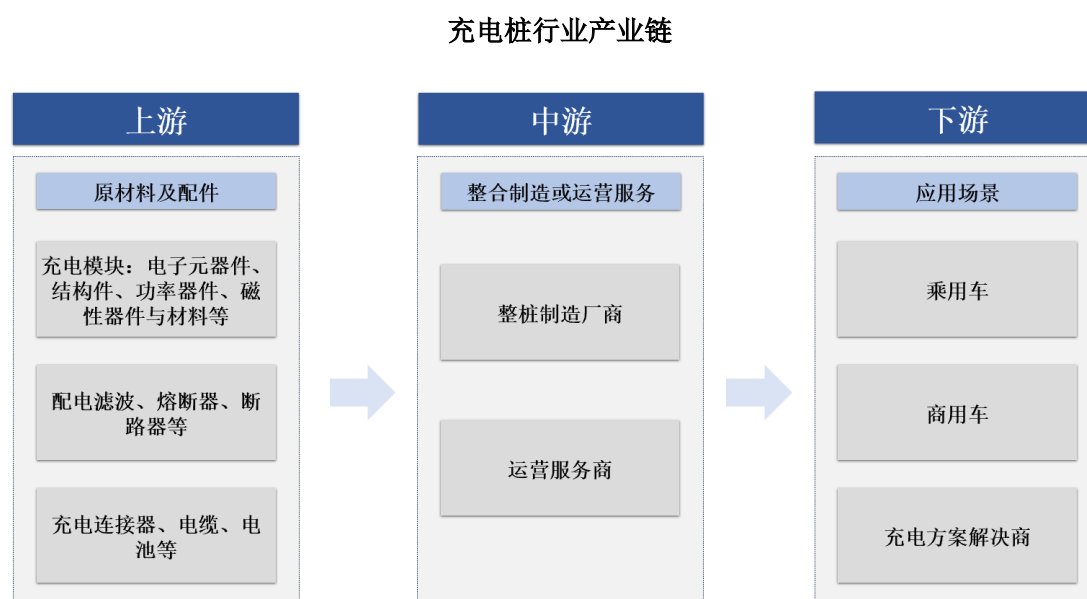 充电桩行业产业链
上游
原材料及配件
充电模块：电子元器件、
结构件、功率器件、磁
性器件与材料等
配电滤波、熔断器、断
路器等
充电连接器、电缆、电
池等
中游
整合制造或运营服务
整桩制造厂商
运营服务商
下游
应用场景
乘用车
商用车
充电方案解决商